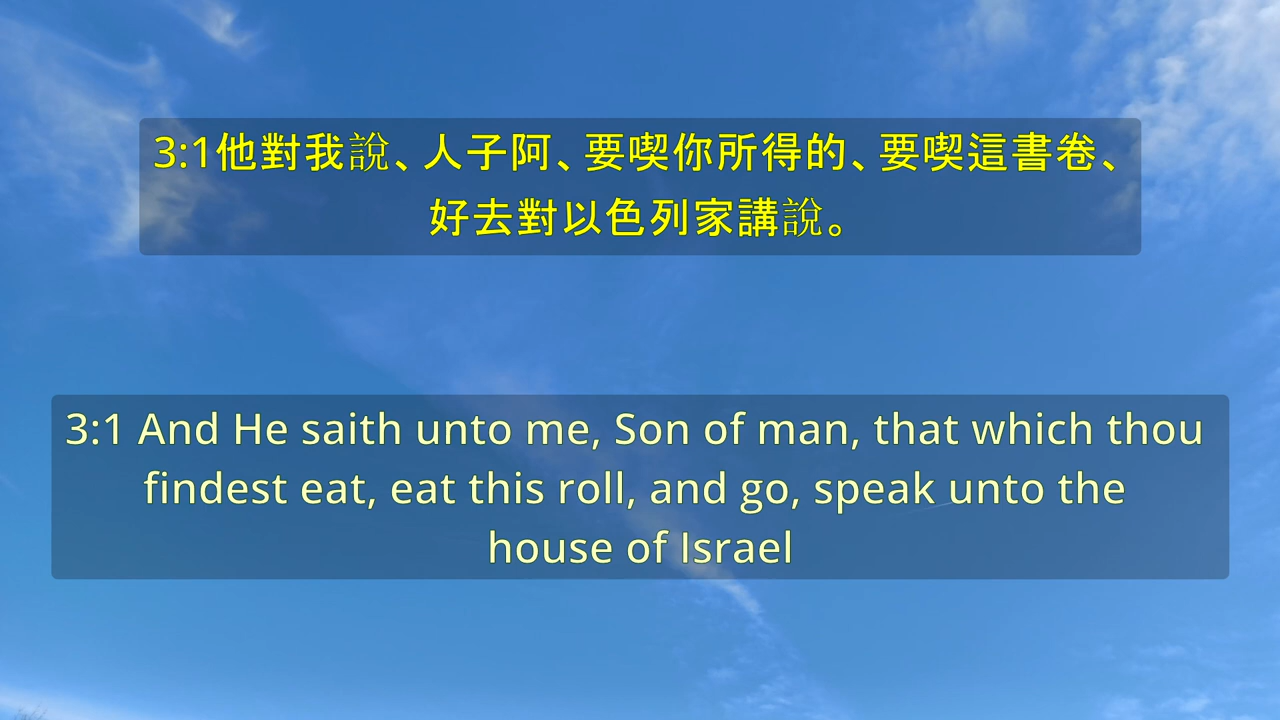 3:1他對我說、人子阿、要喫你所得的、要喫這書卷、
好去對以色列家講說。
3:1 And He saith unto me, Son of man, that which thou
findest eat, eat this roll, and go, speak unto the
house of Israel